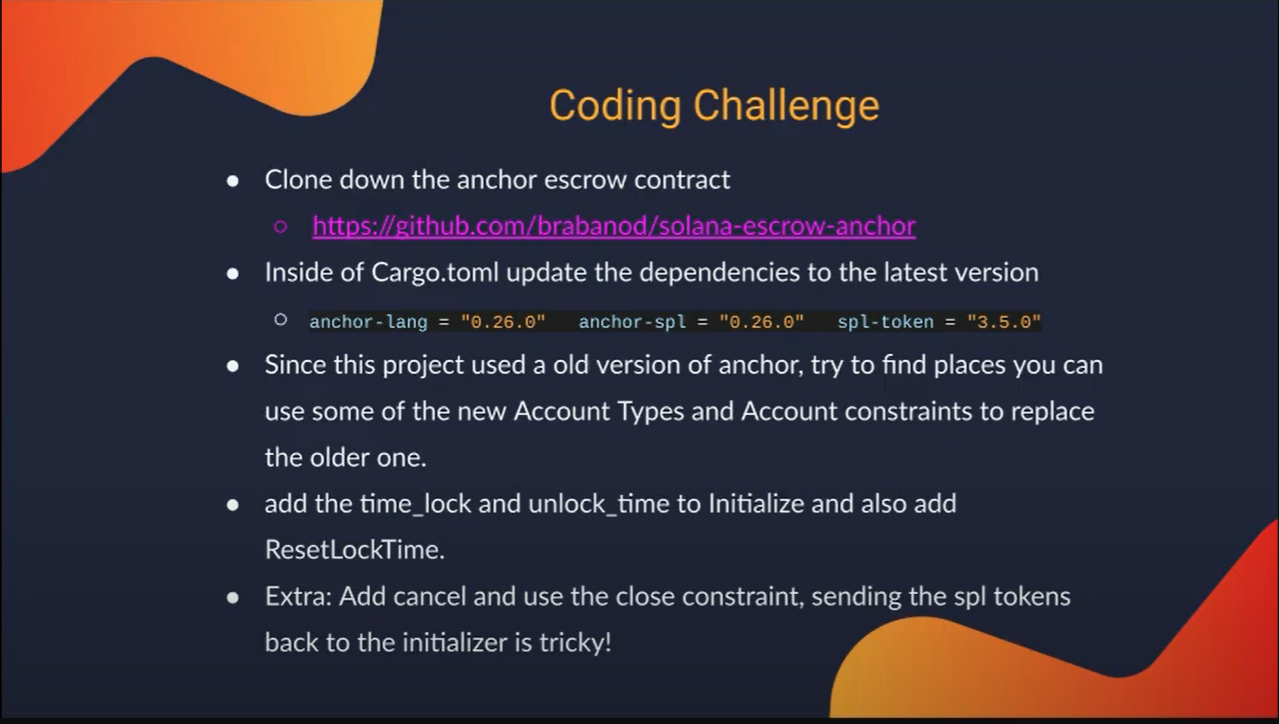 Coding Challenge
● Clone down the anchor escrow contract
○ https://github.com/brabanod/solana-escrow-anchor
● Inside of Cargo.toml update the dependencies to the latest version
○ anchor-lang = "0.26.0" anchor-spl = "0.26.0" spl-token = "3.5.0"
● Since this project used a old version of anchor, try to find places you can
use some of the new Account Types and Account constraints to replace
the older one.
● add the time_lock and unlock_time to Initialize and also add
ResetLockTime.
● Extra: Add cancel and use the close constraint, sending the spl tokens
back to the initializer is tricky!